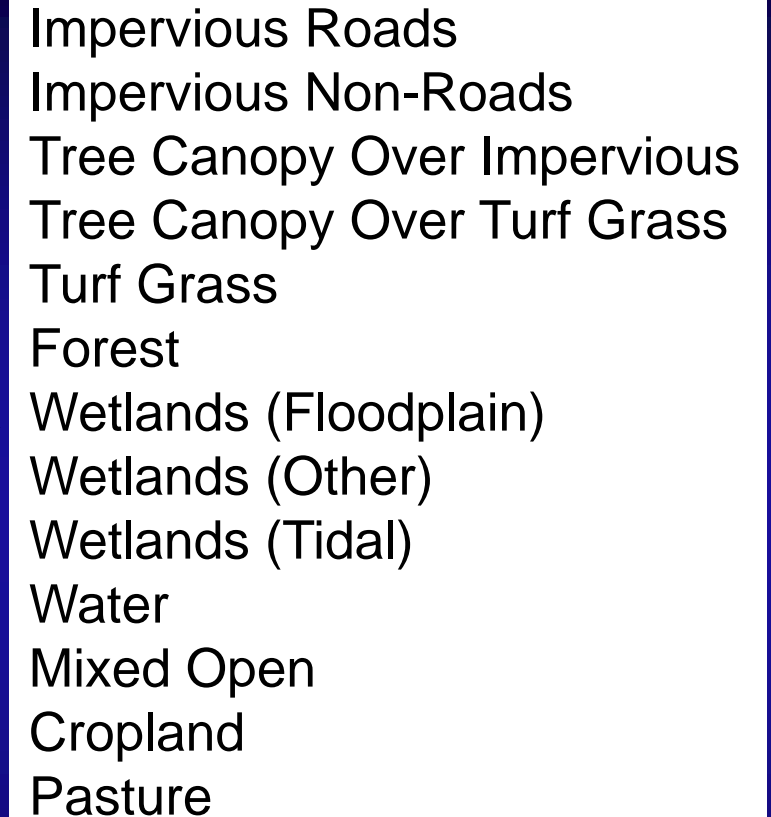 Impervious Roads
Impervious Non-Roads
Tree Canopy Over Impervious
Tree Canopy Over Turf Grass
Turf Grass
Forest
Wetlands (Floodplain)
Wetlands (Other)
Wetlands (Tidal)
Water
Mixed Open
Cropland
Pasture